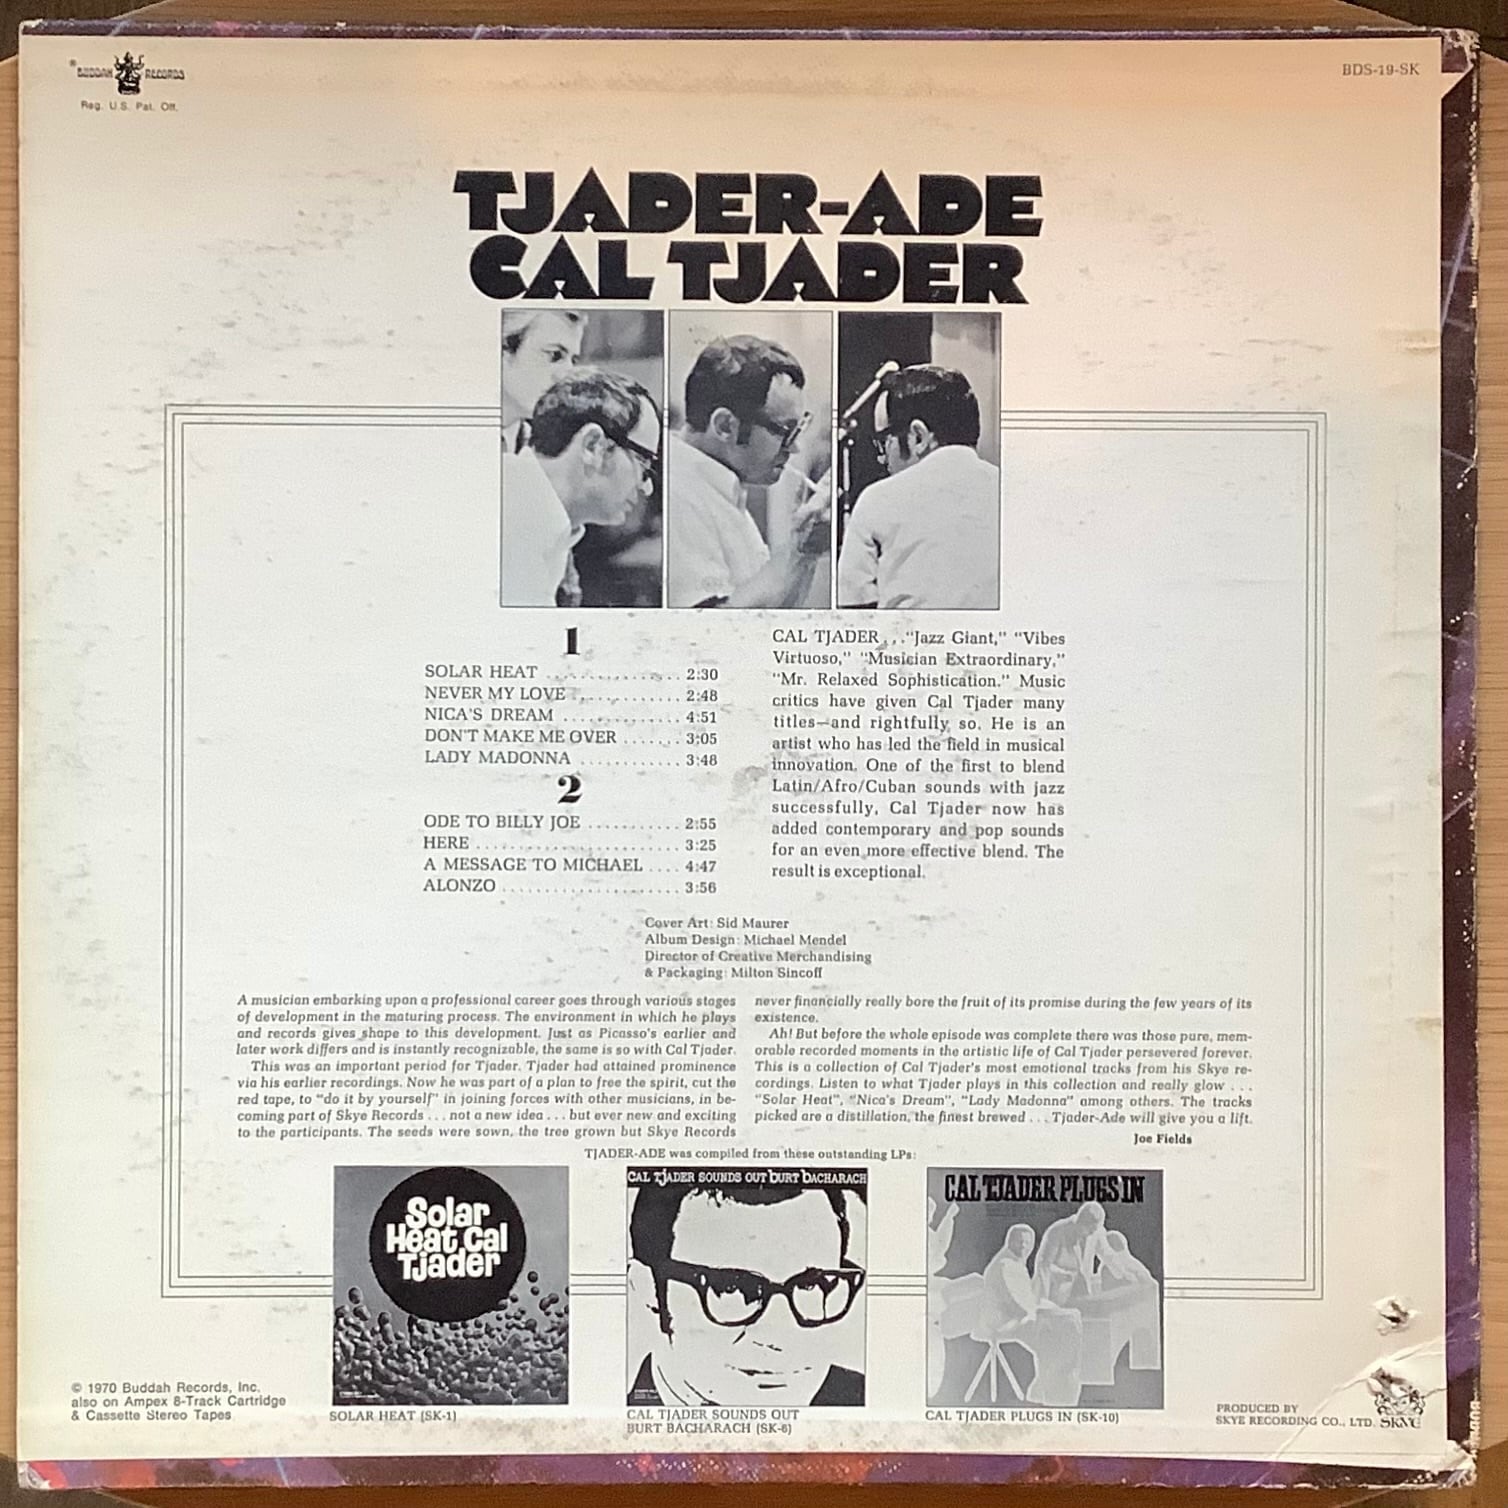 BUDDAH RECORDS
Reg. U.S. Pat. Off.
BDS-19-SK
TJADER-ADE
CAL TJADER
1
SOLAR HEAT ............... 2:30
NEVER MY LOVE ........... 2:48
NICA'S DREAM ............ 4:51
DON'T MAKE ME OVER ....... 3:05
LADY MADONNA ............ 3:48
2
ODE TO BILLY JOE ........... 2:55
HERE ..................... 3:25
A MESSAGE TO MICHAEL .... 4:47
ALONZO .................. 3:56
CAL TJADER... "Jazz Giant," "Vibes
Virtuoso," "Musician Extraordinary,"
"Mr. Relaxed Sophistication." Music
critics have given Cal Tjader many
titles—and rightfully so. He is an
artist who has led the field in musical
innovation. One of the first to blend
Latin/Afro/Cuban sounds with jazz
successfully, Cal Tjader now has
added contemporary and pop sounds
for an even more effective blend. The
result is exceptional.
Cover Art: Sid Maurer
Album Design: Michael Mendel
Director of Creative Merchandising
& Packaging: Milton Sincoff
A musician embarking upon a professional career goes through various stages
of development in the maturing process. The environment in which he plays
and records gives shape to this development. Just as Picasso's earlier and
later work differs and is instantly recognizable, the same is so with Cal Tjader.
This was an important period for Tjader. Tjader had attained prominence
via his earlier recordings. Now he was part of a plan to free the spirit, cut the
red tape, to "do it by yourself" in joining forces with other musicians, in be-
coming part of Skye Records ... not a new idea ... but ever new and exciting
to the participants. The seeds were sown, the tree grown but Skye Records
never financially really bore the fruit of its promise during the few years of its
existence.
Ah! But before the whole episode was complete there was those pure, mem-
orable recorded moments in the artistic life of Cal Tjader persevered forever.
This is a collection of Cal Tjader's most emotional tracks from his Skye re-
cordings. Listen to what Tjader plays in this collection and really glow ...
"Solar Heat", "Nica's Dream", "Lady Madonna" among others. The tracks
picked are a distillation, the finest brewed ... Tjader-Ade will give you a lift.
Joe Fields
TJADER-ADE was compiled from these outstanding LPs:
Solar
Heat Cal
Tjader
CAL TJADER SOUNDS OUT BURT BACHARACH
CAL TJADER PLUGS IN
SOLAR HEAT (SK-1)
CAL TJADER SOUNDS OUT
BURT BACHARACH (SK-6)
CAL TJADER PLUGS IN (SK-10)
© 1970 Buddah Records, Inc.
also on Ampex 8-Track Cartridge
& Cassette Stereo Tapes
PRODUCED BY
SKYE RECORDING CO., LTD. SKYE